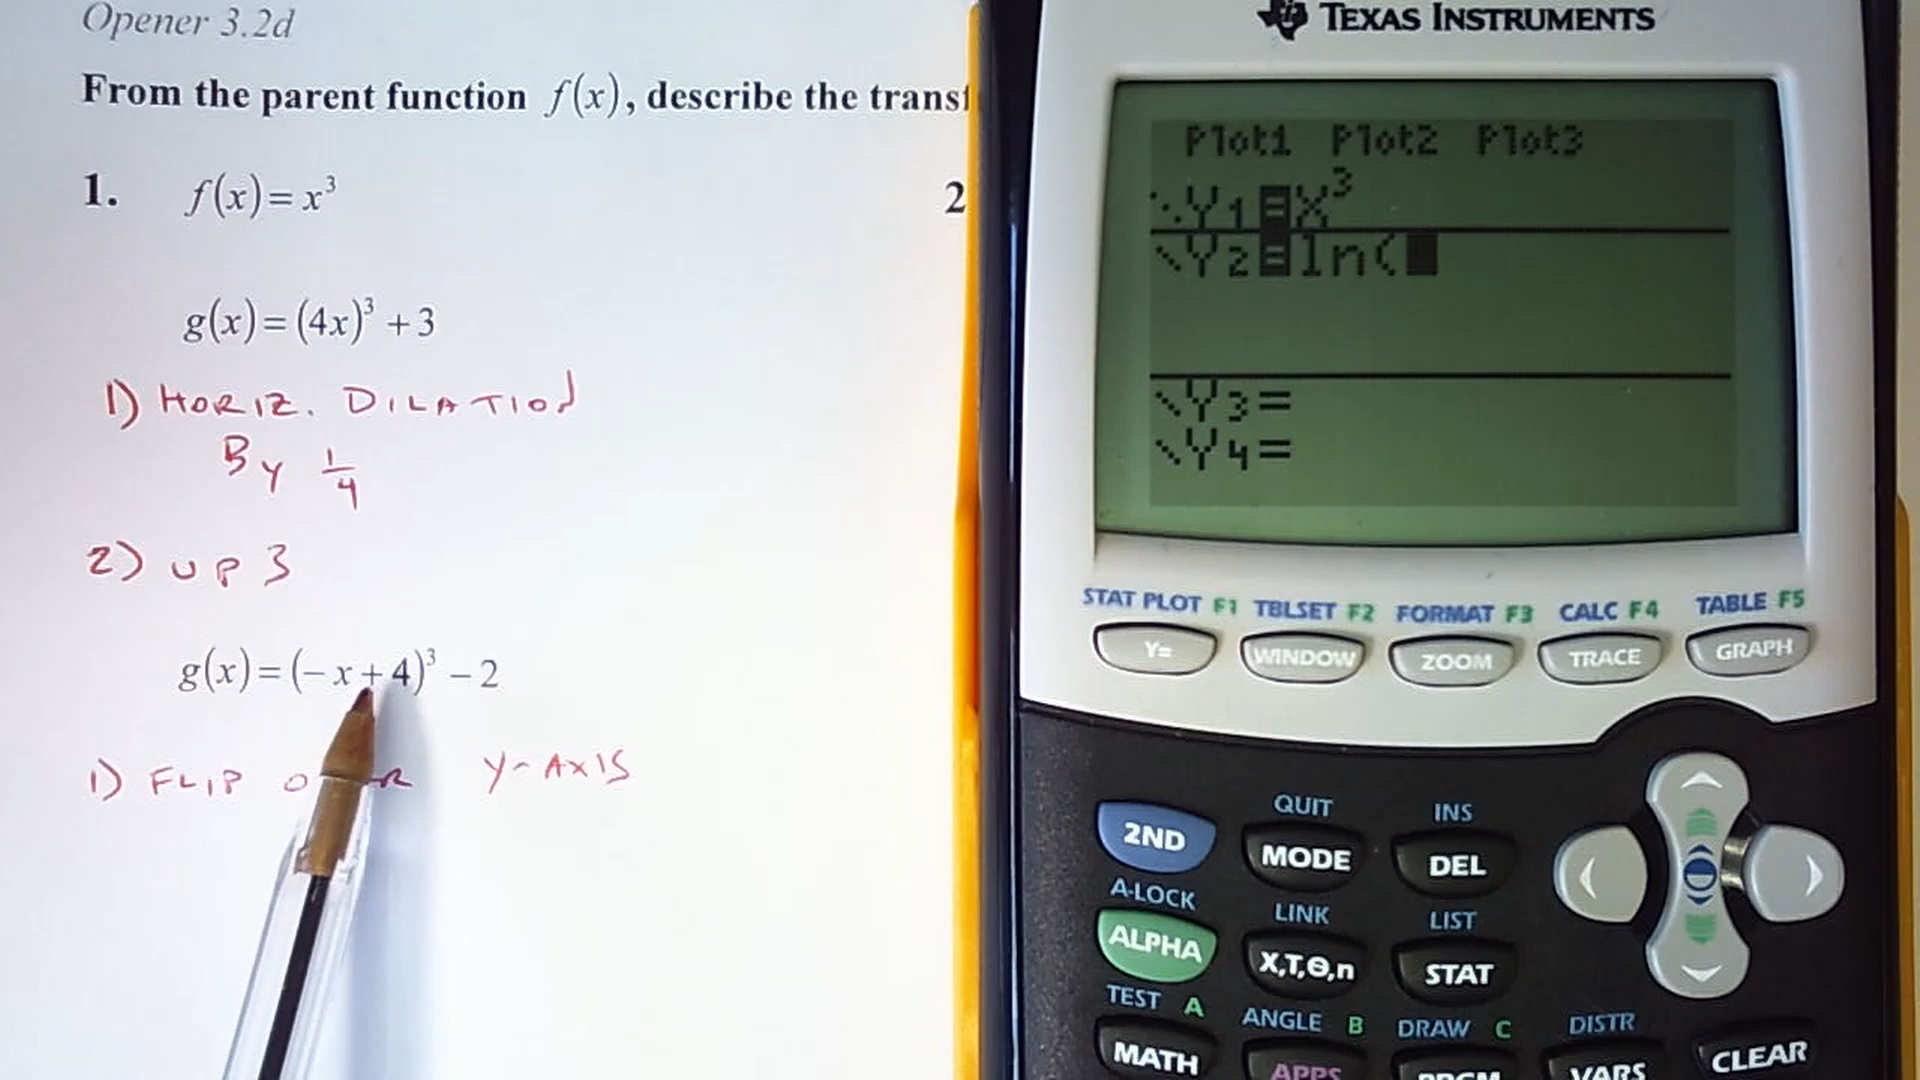 Opener 3.2d
From the parent function f(x), describe the
1. f(x) = x³
2
g(x) = (4x)³ + 3
1) HORIZ. DILATION
BY 1/4
2) UP 3
g(x) = (−x + 4)³ − 2
1) FLIP Y-AXIS
TEXAS INSTRUMENTS
Plot1 Plot2 Plot3
\Y1=X³
\Y2=ln(
\Y3=
\Y4=
STAT PLOT F1 TBLSET F2 FORMAT F3 CALC F4 TABLE F5
Y= WINDOW ZOOM TRACE GRAPH
QUIT INS
2ND MODE DEL
A-LOCK LINK LIST
ALPHA X,T,Θ,n STAT
TEST A ANGLE B DRAW C DISTR
MATH APPS PRGM VARS CLEAR